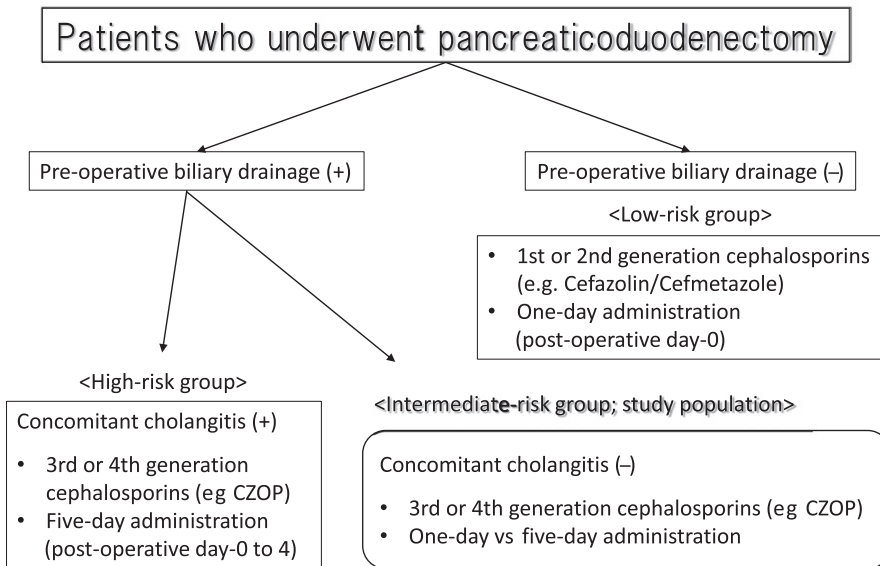 Patients who underwent pancreaticoduodenectomy
Pre-operative biliary drainage (+)
Pre-operative biliary drainage (–)
<Low-risk group>
• 1st or 2nd generation cephalosporins
(e.g. Cefazolin/Cefmetazole)
• One-day administration
(post-operative day-0)
<High-risk group>
Concomitant cholangitis (+)
• 3rd or 4th generation
cephalosporins (eg CZOP)
• Five-day administration
(post-operative day-0 to 4)
<Intermediate-risk group; study population>
Concomitant cholangitis (–)
• 3rd or 4th generation cephalosporins (eg CZOP)
• One-day vs five-day administration